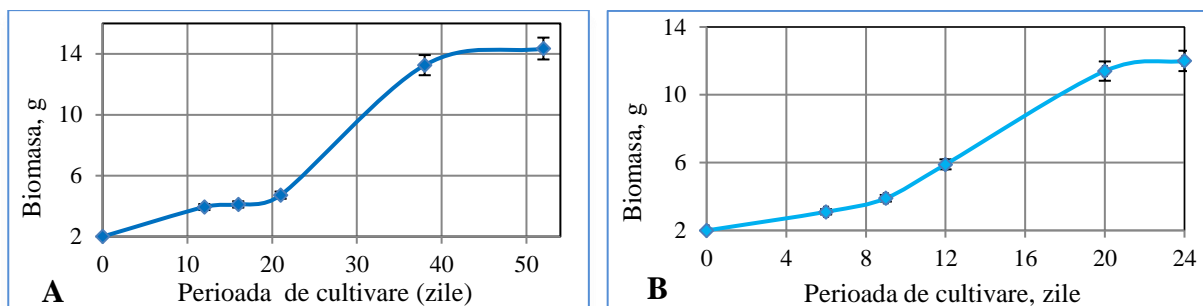 14
10
6
2
Biomasa, g
0 10 20 30 40 50
Perioada de cultivare (zile)
A
14
10
6
2
Biomasa, g
0 4 8 12 16 20 24
Perioada de cultivare, zile
B